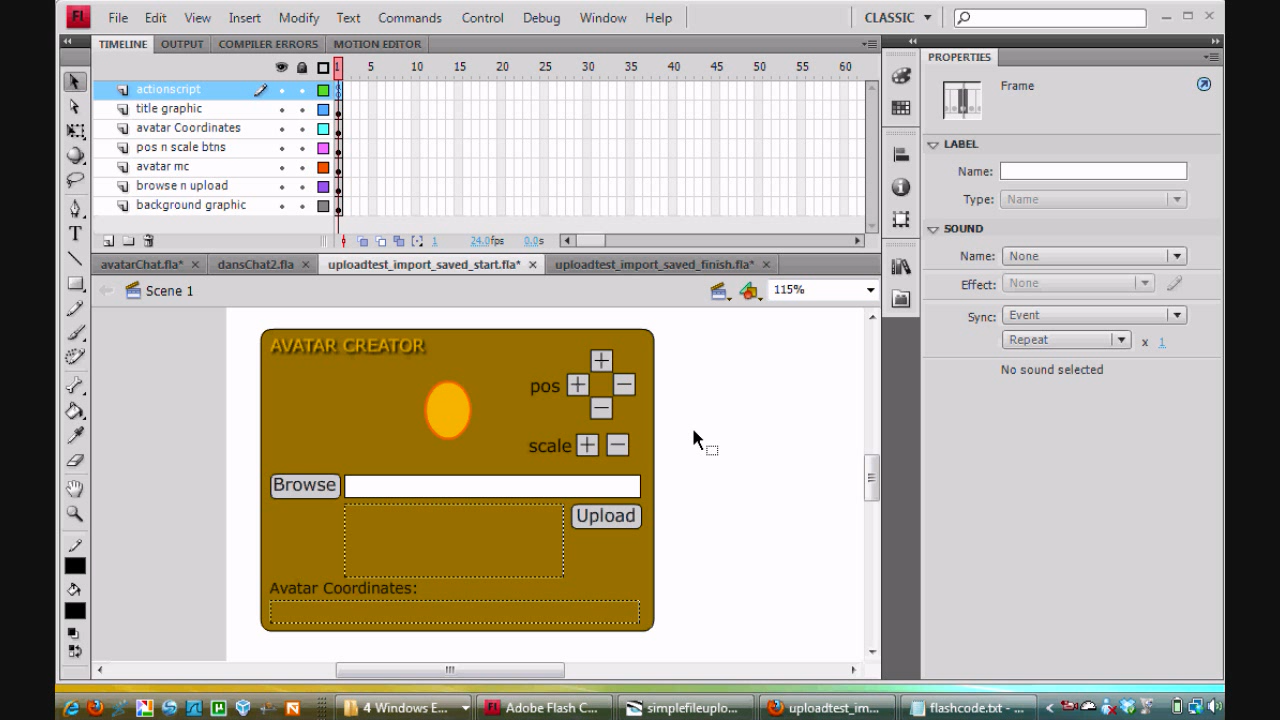 Fl File Edit View Insert Modify Text Commands Control Debug Window Help CLASSIC
TIMELINE OUTPUT COMPILER ERRORS MOTION EDITOR
PROPERTIES
1 5 10 15 20 25 30 35 40 45 50 55 60
Frame
actionscript
title graphic
avatar Coordinates
pos n scale btns
avatar mc
browse n upload
background graphic
1 24.0fps 0.0s
LABEL
Name:
Type: Name
SOUND
Name: None
Effect: None
Sync: Event
Repeat x 1
No sound selected
avatarChat.fla* × dansChat2.fla × uploadtest_import_saved_start.fla* × uploadtest_import_saved_finish.fla* ×
Scene 1 115%
AVATAR CREATOR
pos + + − −
scale + −
Browse
Upload
Avatar Coordinates:
4 Windows E... Adobe Flash C... simplefileuplo... uploadtest_im... flashcode.txt - ...